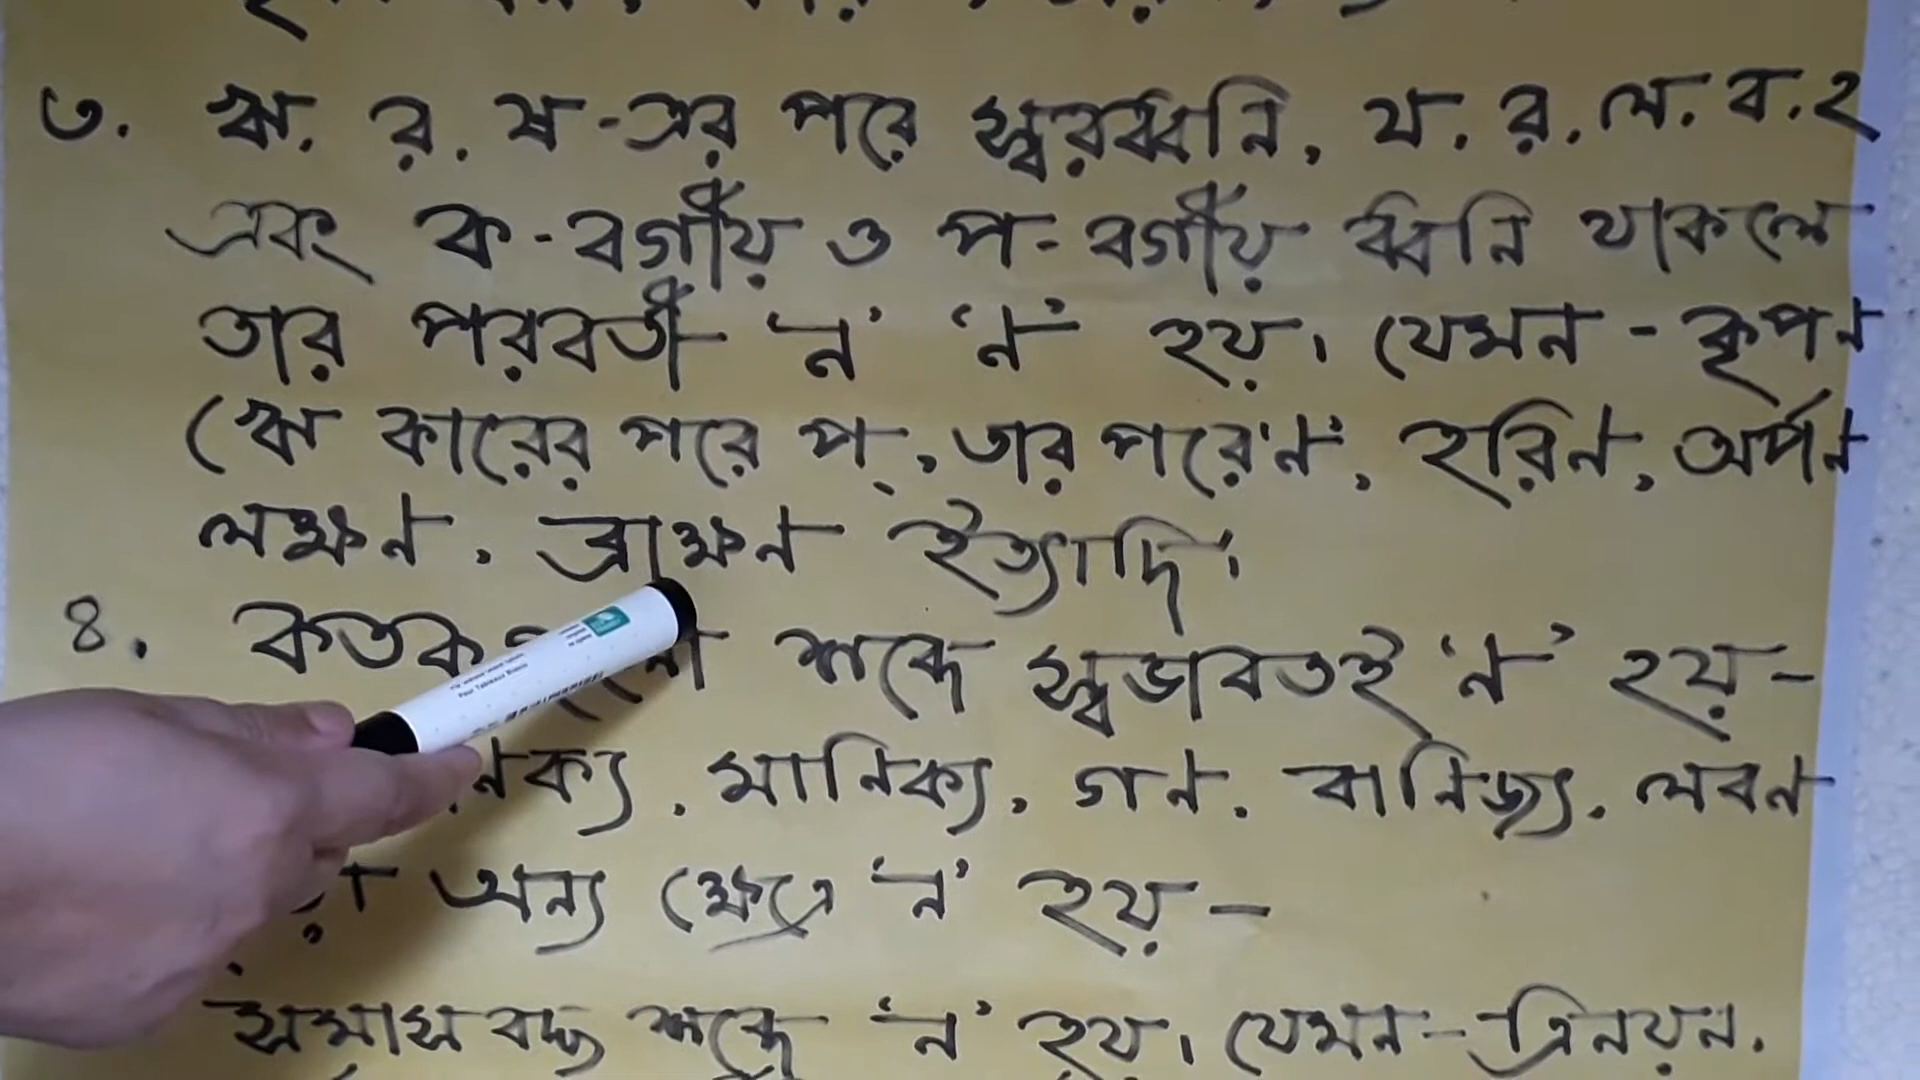 ৩. ঋ. র. ষ-এর পরে স্বরধ্বনি, য. র. ল. ব. হ
এবং ক-বর্গীয় ও প-বর্গীয় ধ্বনি থাকলে
তার পরবর্তী 'ন' 'ণ' হয়। যেমন - কৃপণ
(ঋ কারের পরে প্, তার পরে 'ণ', হরিণ, অর্পণ
লক্ষণ, ব্রাহ্মণ ইত্যাদি।
৪. শব্দে স্বভাবতই 'ণ' হয় -
মাণিক্য, গণ, বাণিজ্য, লবণ
অন্য ক্ষেত্রে 'ন' হয় -
সমাসবদ্ধ শব্দে 'ন' হয়। যেমন - ত্রিনয়ন,